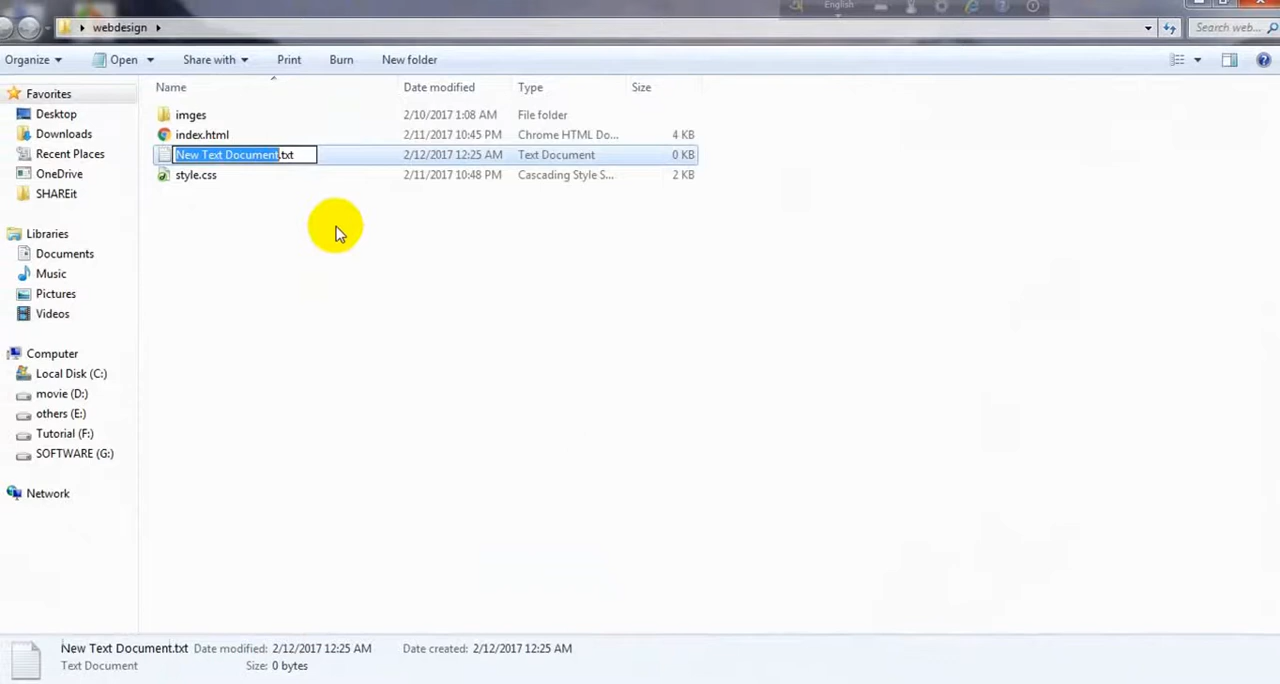 English
webdesign
Search web...
Organize Open Share with Print Burn New folder
Name Date modified Type Size
Favorites
Desktop
Downloads
Recent Places
OneDrive
SHAREit
Libraries
Documents
Music
Pictures
Videos
Computer
Local Disk (C:)
movie (D:)
others (E:)
Tutorial (F:)
SOFTWARE (G:)
Network
imges 2/10/2017 1:08 AM File folder
index.html 2/11/2017 10:45 PM Chrome HTML Do... 4 KB
New Text Document.txt 2/12/2017 12:25 AM Text Document 0 KB
style.css 2/11/2017 10:48 PM Cascading Style S... 2 KB
New Text Document.txt Date modified: 2/12/2017 12:25 AM Date created: 2/12/2017 12:25 AM
Text Document Size: 0 bytes